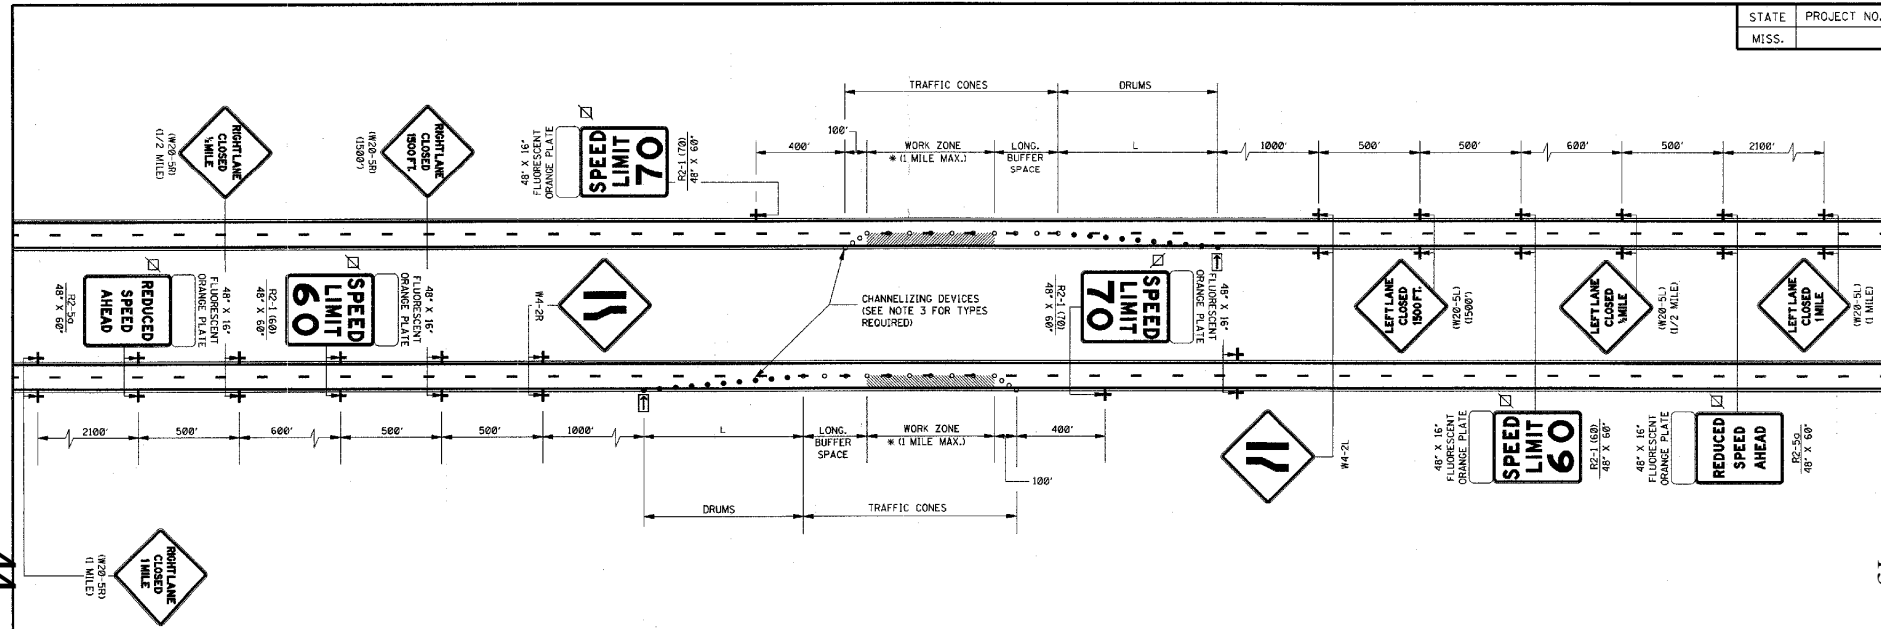 STATE PROJECT NO.
MISS.
TRAFFIC CONES
DRUMS
400'
100'
WORK ZONE
* (1 MILE MAX.)
LONG.
BUFFER
SPACE
L
1000'
500'
500'
600'
500'
2100'
RIGHT LANE
CLOSED
½ MILE
(W20-5R)
(1/2 MILE)
RIGHT LANE
CLOSED
1500 FT.
(W20-5R)
(1500')
48" X 16"
FLUORESCENT
ORANGE PLATE
SPEED
LIMIT
70
R2-1 (70)
48" X 60"
R2-5a
48" X 60"
REDUCED
SPEED
AHEAD
48" X 16"
FLUORESCENT
ORANGE PLATE
R2-1 (60)
48" X 60"
SPEED
LIMIT
60
48" X 16"
FLUORESCENT
ORANGE PLATE
W4-2R
CHANNELIZING DEVICES
(SEE NOTE 3 FOR TYPES
REQUIRED)
R2-1 (70)
48" X 60"
SPEED
LIMIT
70
48" X 16"
FLUORESCENT
ORANGE PLATE
LEFT LANE
CLOSED
1500 FT.
(W20-5L)
(1500')
LEFT LANE
CLOSED
½ MILE
(W20-5L)
(1/2 MILE)
LEFT LANE
CLOSED
1 MILE
(W20-5L)
(1 MILE)
2100'
500'
600'
500'
500'
1000'
L
LONG.
BUFFER
SPACE
WORK ZONE
* (1 MILE MAX.)
400'
100'
DRUMS
TRAFFIC CONES
W4-2L
48" X 16"
FLUORESCENT
ORANGE PLATE
SPEED
LIMIT
60
R2-1 (60)
48" X 60"
48" X 16"
FLUORESCENT
ORANGE PLATE
REDUCED
SPEED
AHEAD
R2-5a
48" X 60"
(W20-5R)
(1 MILE)
RIGHT LANE
CLOSED
1 MILE